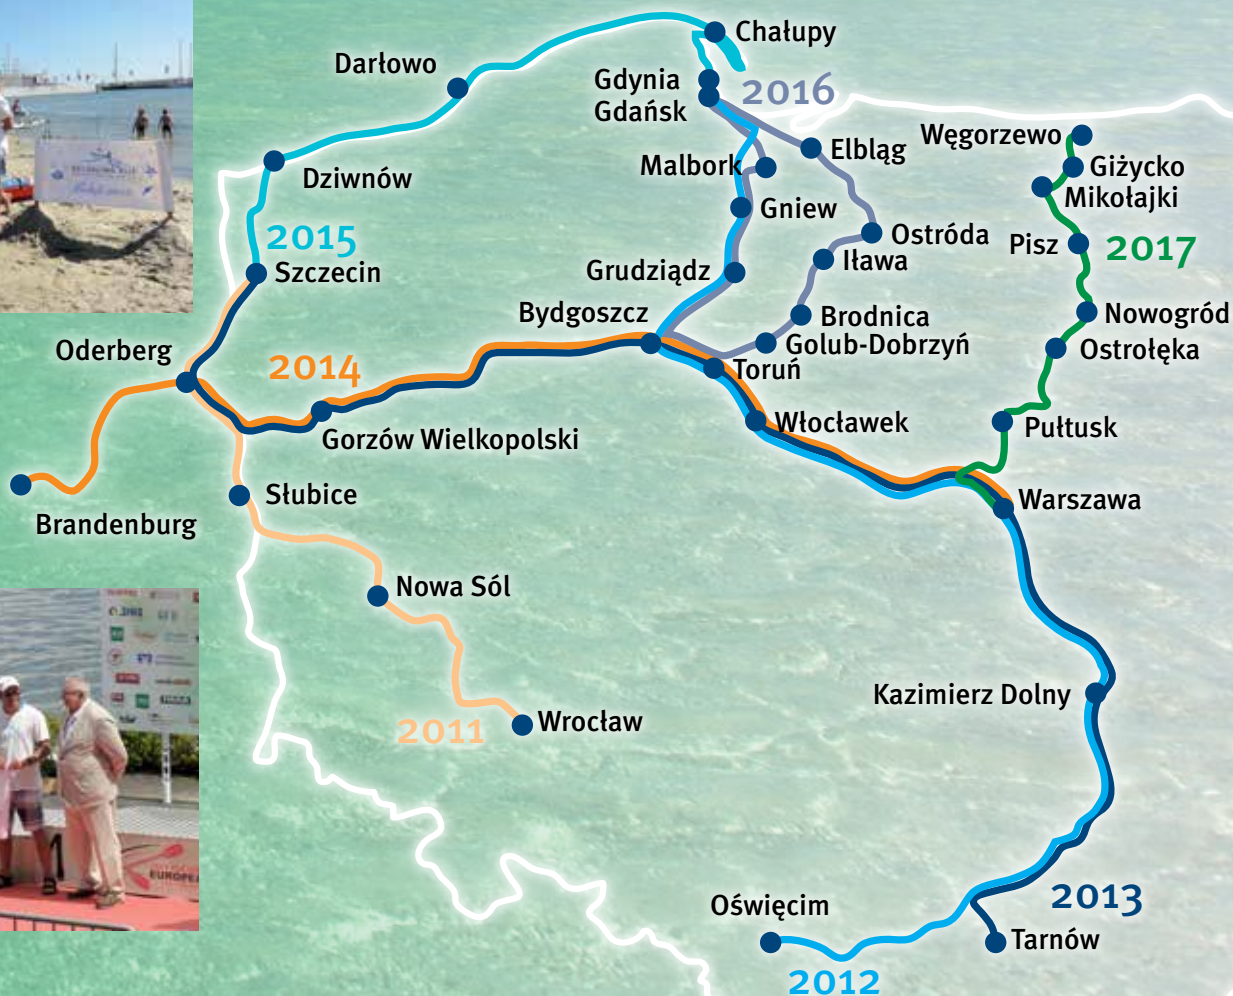 Chałupy
Darłowo
Gdynia
2016
Gdańsk
Węgorzewo
Elbląg
Malbork
Giżycko
Dziwnów
Mikołajki
Gniew
2015
Ostróda
Pisz
2017
Szczecin
Grudziądz
Iława
Bydgoszcz
Brodnica
Nowogród
Oderberg
Golub-Dobrzyń
Ostrołęka
2014
Toruń
Gorzów Wielkopolski
Włocławek
Pułtusk
Słubice
Warszawa
Brandenburg
Nowa Sól
Kazimierz Dolny
2011
Wrocław
EUROPEA
2013
Oświęcim
Tarnów
2012